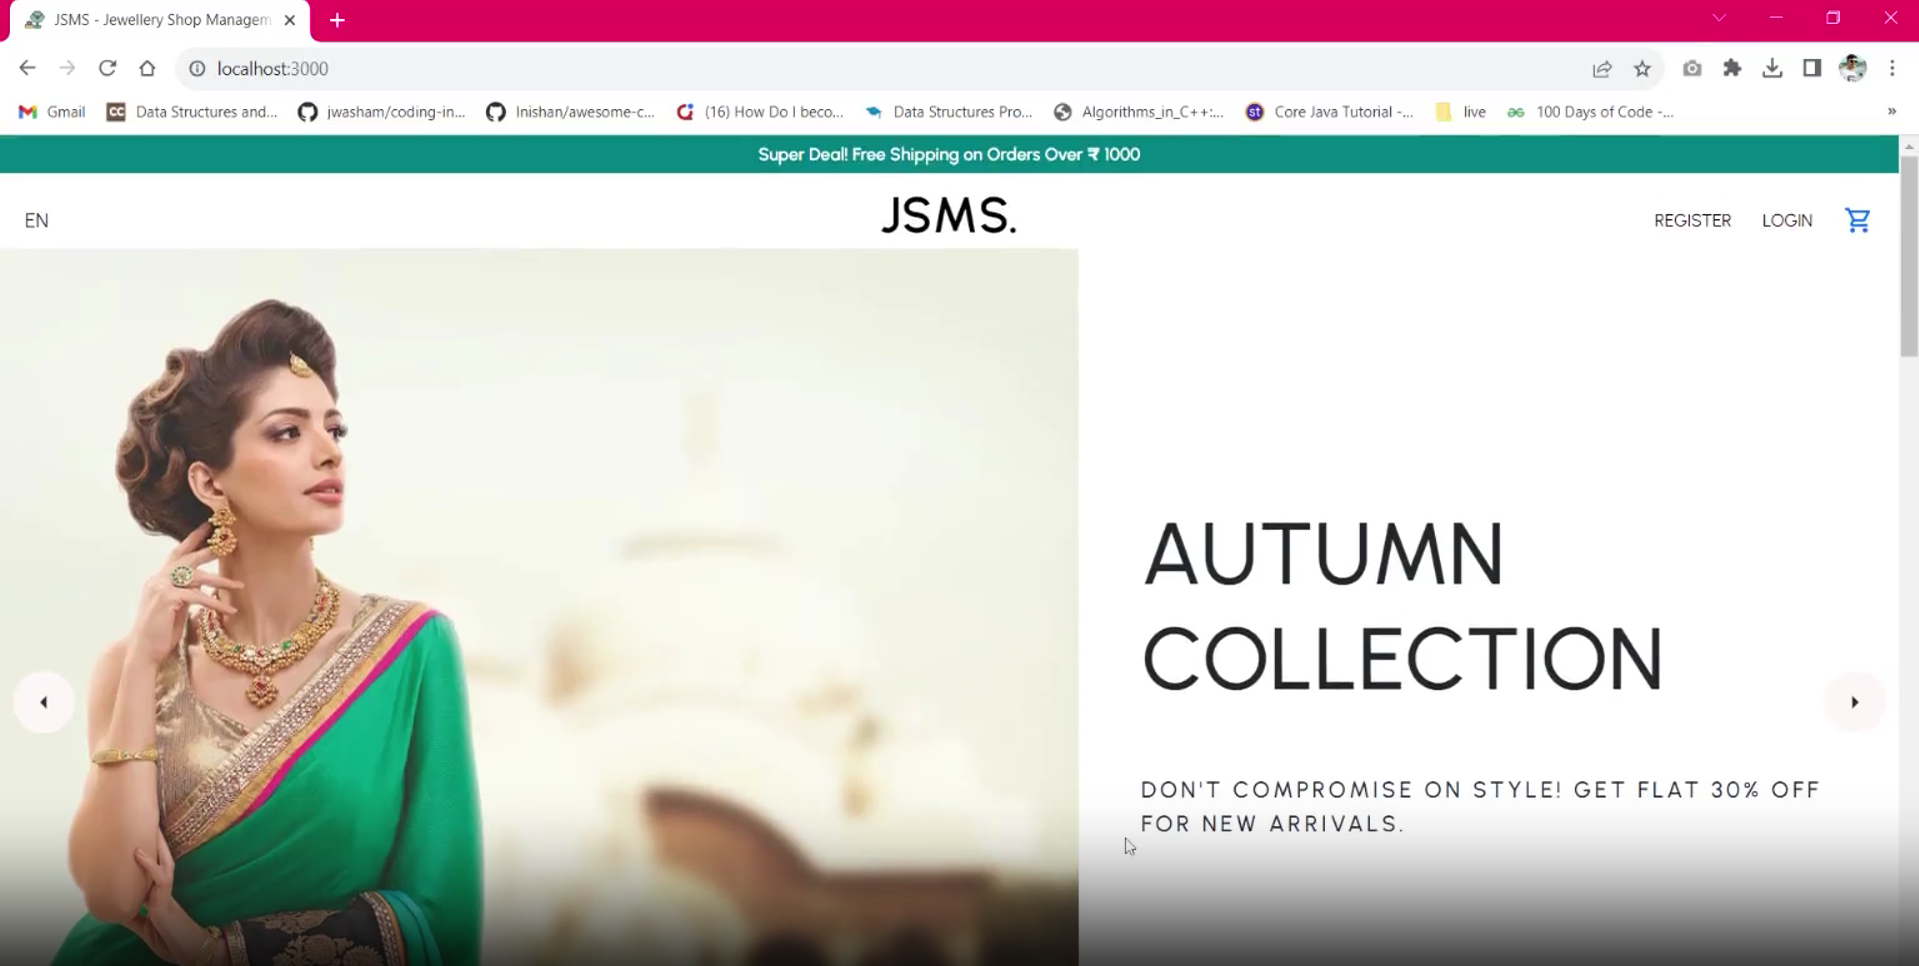 JSMS - Jewellery Shop Managem
localhost:3000
Gmail
Data Structures and...
jwasham/coding-in...
Inishan/awesome-c...
(16) How Do I beco...
Data Structures Pro...
Algorithms_in_C++:...
Core Java Tutorial -...
live
100 Days of Code -...
»
Super Deal! Free Shipping on Orders Over ₹ 1000
EN
JSMS.
REGISTER
LOGIN
AUTUMN
COLLECTION
DON'T COMPROMISE ON STYLE! GET FLAT 30% OFF
FOR NEW ARRIVALS.